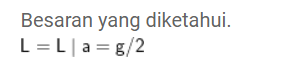 Besaran yang diketahui.
L = L | a = g/2